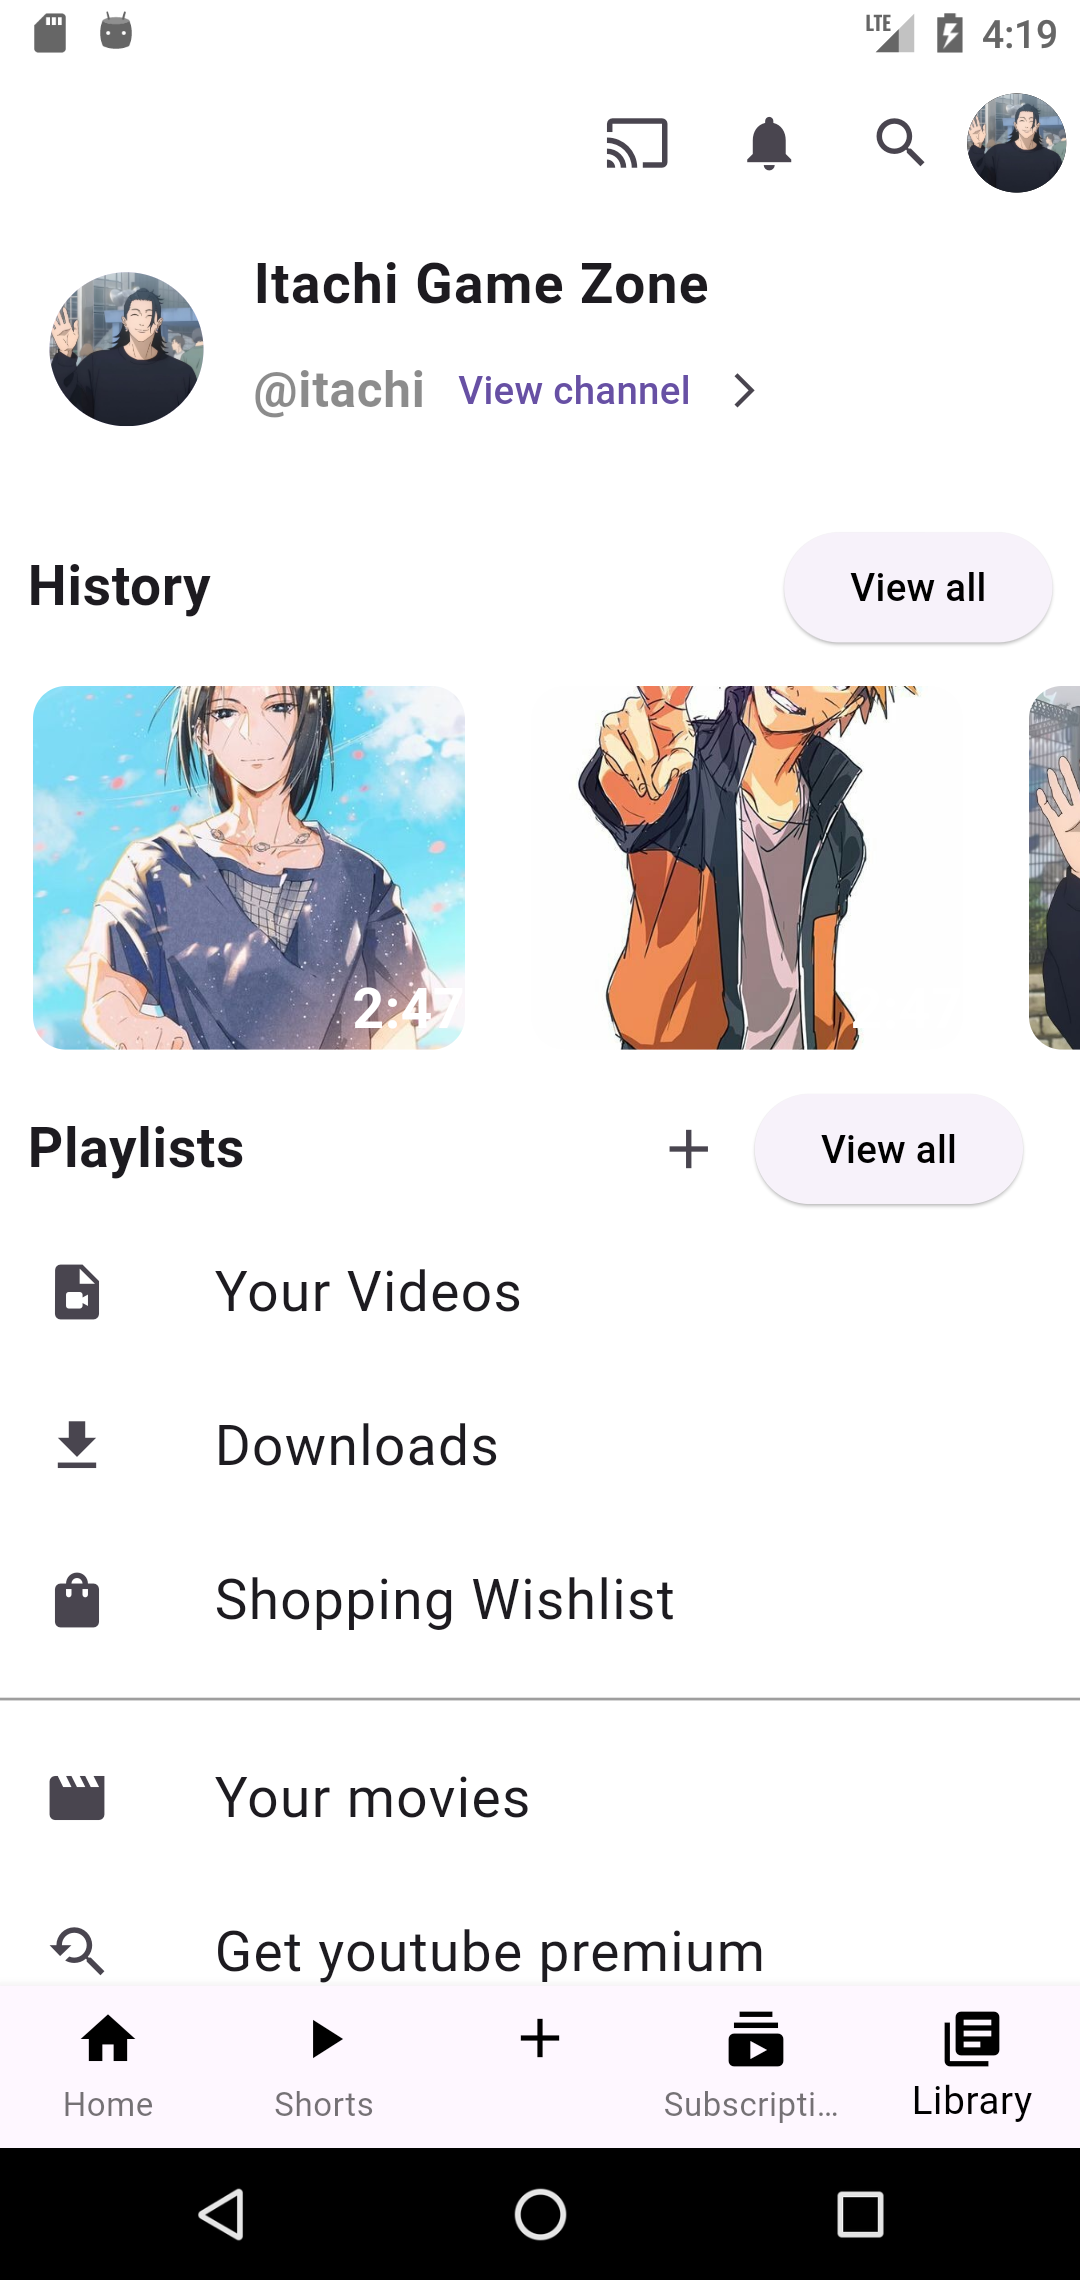 LTE 4:19
Itachi Game Zone
@itachi View channel
History View all
2:47
Playlists View all
Your Videos
Downloads
Shopping Wishlist
Your movies
Get youtube premium
Home Shorts Subscripti... Library